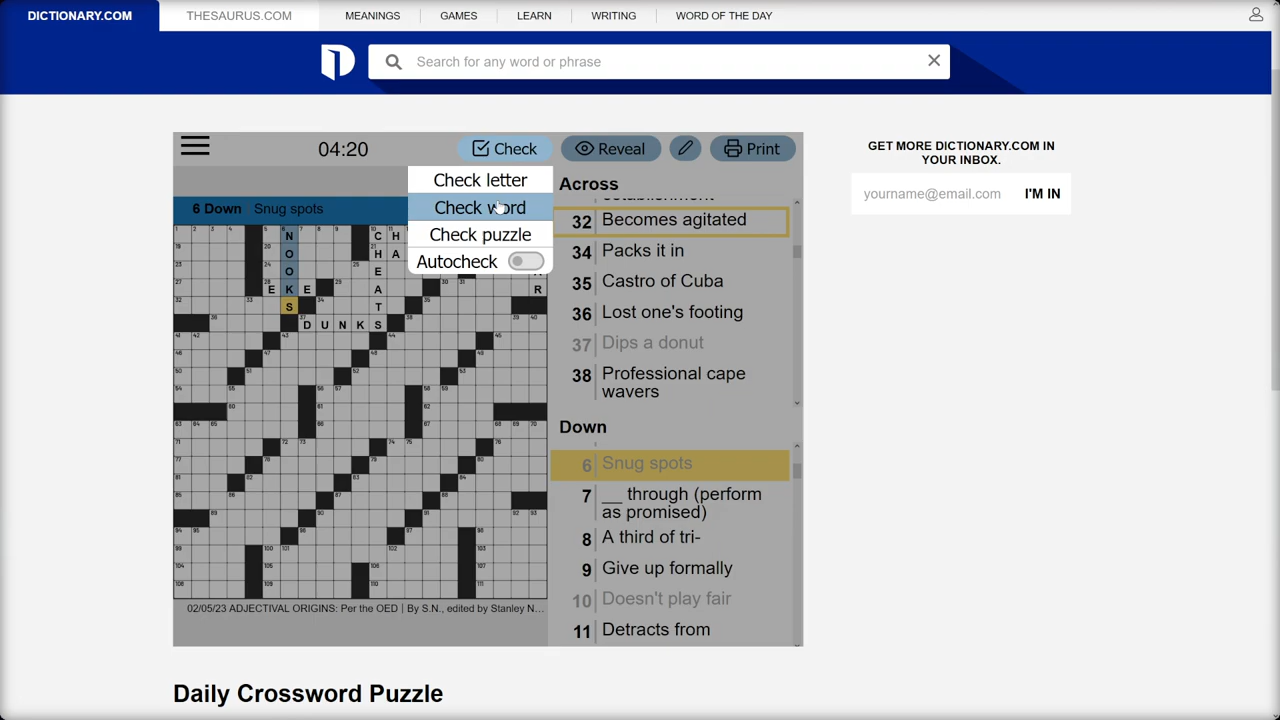 DICTIONARY.COM
THESAURUS.COM
MEANINGS
GAMES
LEARN
WRITING
WORD OF THE DAY
Search for any word or phrase
04:20
Check
Reveal
Print
Check letter
Check word
Check puzzle
Autocheck
6 Down Snug spots
N
O
O
K
S
C H
H A
E
A
T
S
E K E
R
D U N K S
02/05/23 ADJECTIVAL ORIGINS: Per the OED | By S.N., edited by Stanley N...
Across
32 Becomes agitated
34 Packs it in
35 Castro of Cuba
36 Lost one's footing
37 Dips a donut
38 Professional cape
wavers
Down
6 Snug spots
7 __ through (perform
as promised)
8 A third of tri-
9 Give up formally
10 Doesn't play fair
11 Detracts from
GET MORE DICTIONARY.COM IN
YOUR INBOX.
yourname@email.com I'M IN
Daily Crossword Puzzle